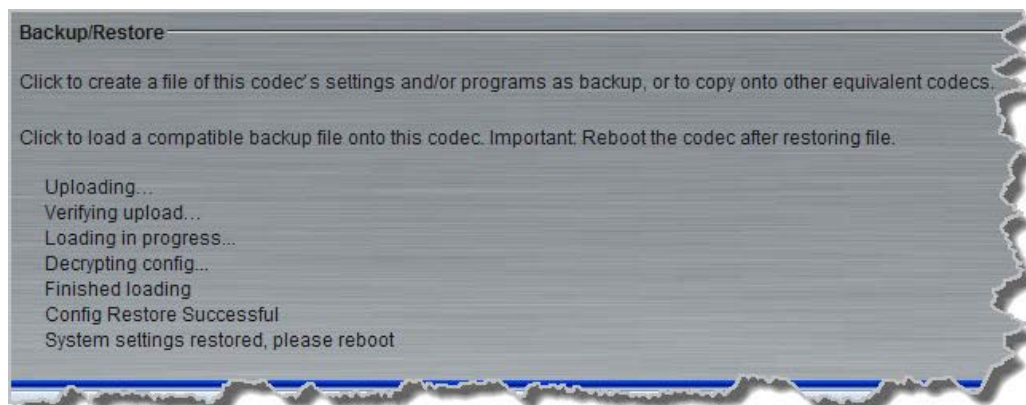 Backup/Restore
Click to create a file of this codec's settings and/or programs as backup, or to copy onto other equivalent codecs.
Click to load a compatible backup file onto this codec. Important: Reboot the codec after restoring file.
Uploading...
Verifying upload...
Loading in progress...
Decrypting config...
Finished loading
Config Restore Successful
System settings restored, please reboot